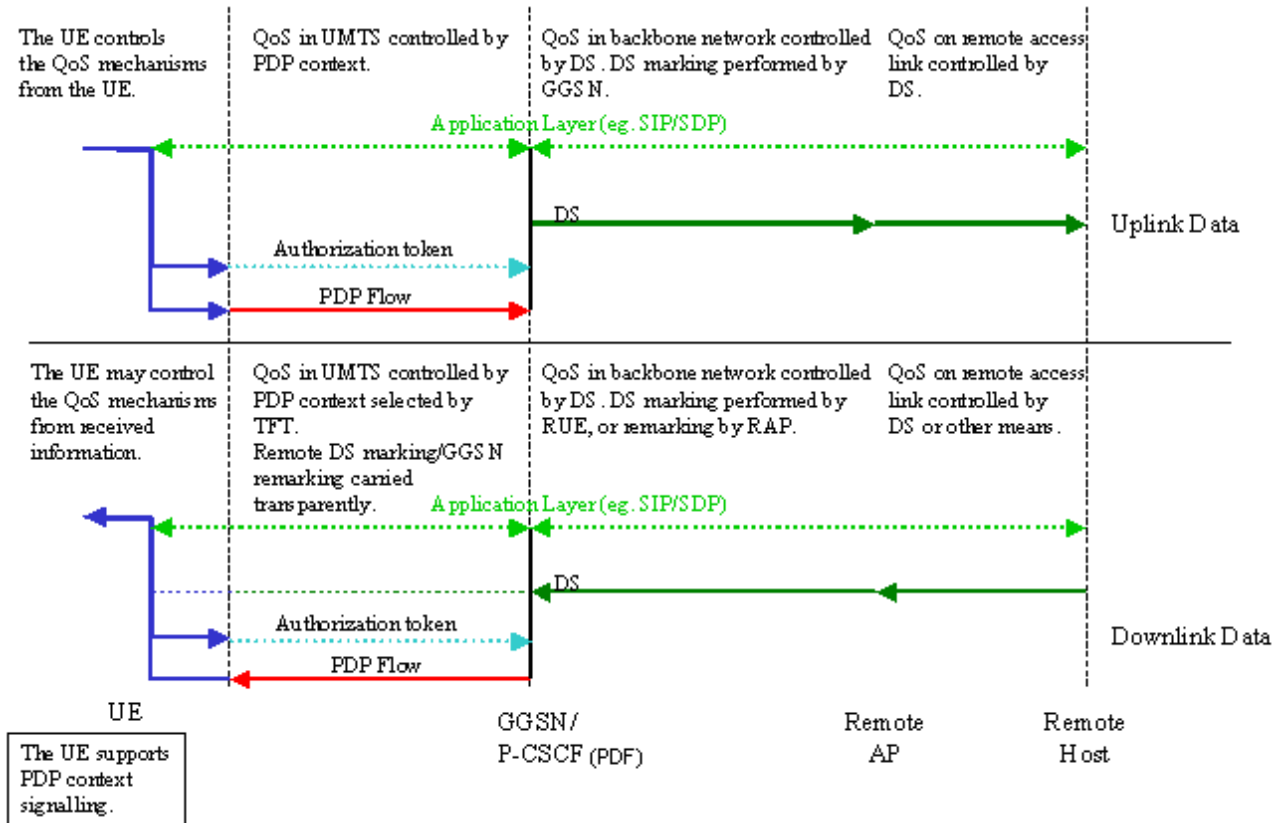 The UE controls
the QoS mechanisms
from the UE.
QoS in UMTS controlled by
PDP context.
QoS in backbone network controlled
by DS. DS marking performed by
GGSN.
QoS on remote access
link controlled by
DS.
Application Layer (eg. SIP/SDP)
DS
Uplink Data
Authorization token
PDP Flow
The UE may control
the QoS mechanisms
from received
information.
QoS in UMTS controlled by
PDP context selected by
TFT.
Remote DS marking/GGSN
remarking carried
transparently.
QoS in backbone network controlled
by DS. DS marking performed by
RUE, or remarking by RAP.
QoS on remote access
link controlled by
DS or other means.
Application Layer (eg. SIP/SDP)
DS
Authorization token
Downlink Data
PDP Flow
UE
GGSN/
P-CSCF (PDF)
Remote
AP
Remote
Host
The UE supports
PDP context
signalling.